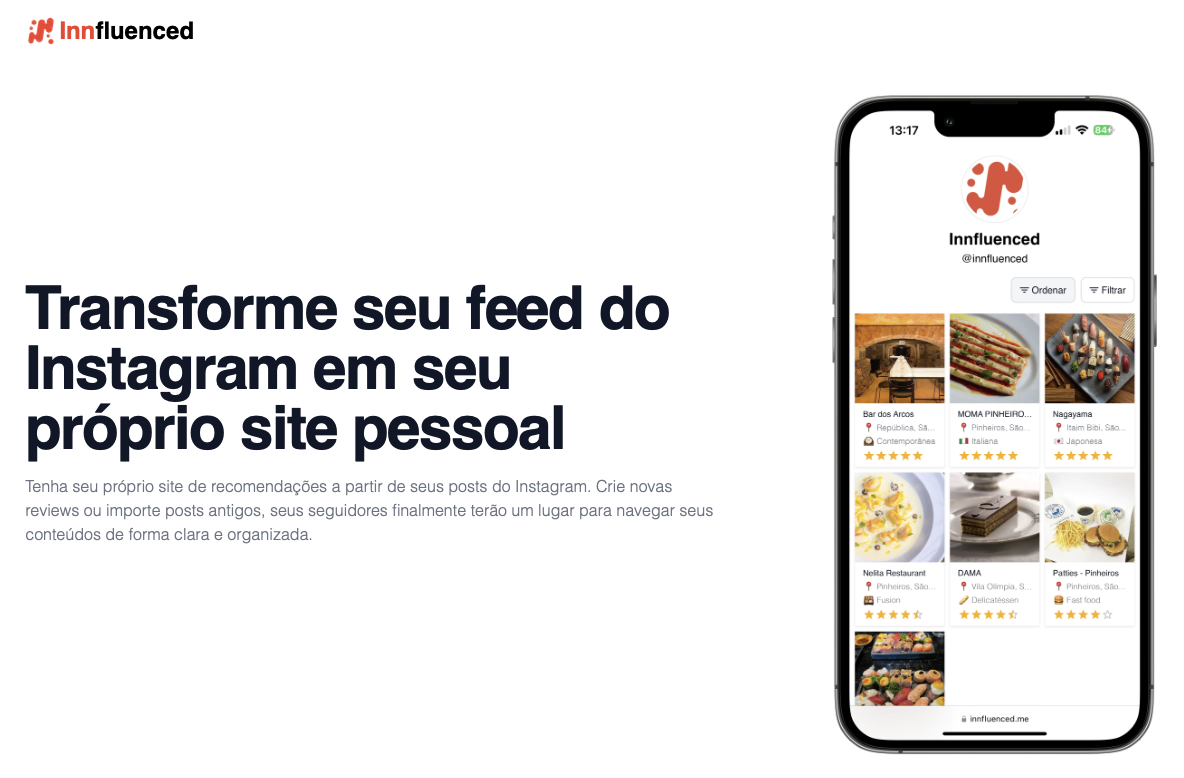 Innfluenced
Transforme seu feed do
Instagram em seu
próprio site pessoal
Tenha seu próprio site de recomendações a partir de seus posts do Instagram. Crie novas
reviews ou importe posts antigos, seus seguidores finalmente terão um lugar para navegar seus
conteúdos de forma clara e organizada.
13:17
84
Innfluenced
@innfluenced
Ordenar
Filtrar
Bar dos Arcos
República, Sã...
Contemporânea
MOMA PINHEIRO...
Pinheiros, São...
Italiana
Nagayama
Itaim Bibi, São...
Japonesa
Nelita Restaurant
Pinheiros, São...
Fusion
DAMA
Vila Olímpia, S...
Delicatéssen
Patties - Pinheiros
Pinheiros, São...
Fast food
innfluenced.me